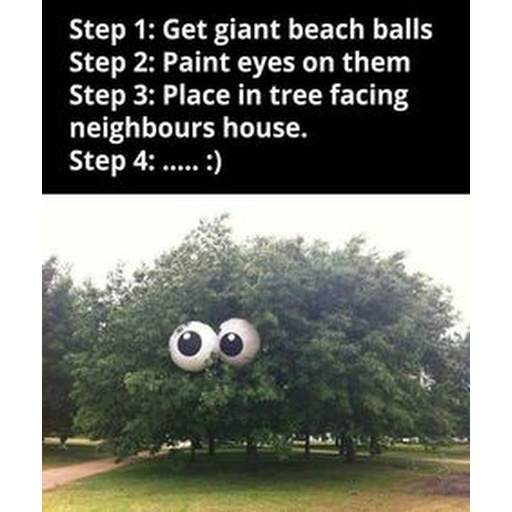 Step 1: Get giant beach balls
Step 2: Paint eyes on them
Step 3: Place in tree facing
neighbours house.
Step 4: ..... :)